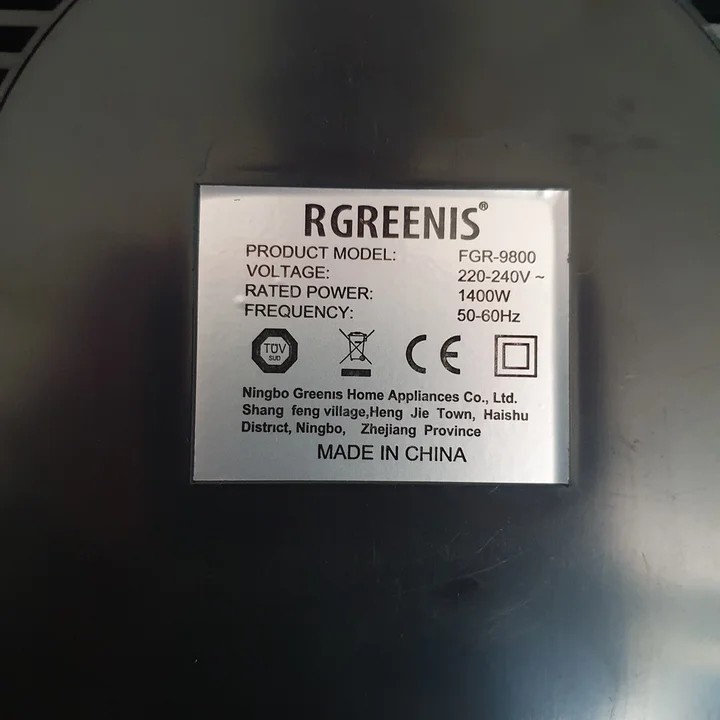 RGREENIS®
PRODUCT MODEL: FGR-9800
VOLTAGE: 220-240V ~
RATED POWER: 1400W
FREQUENCY: 50-60Hz
TÜV
SUD
CE
Ningbo Greenis Home Appliances Co., Ltd.
Shang feng village,Heng Jie Town, Haishu
District, Ningbo, Zhejiang Province
MADE IN CHINA